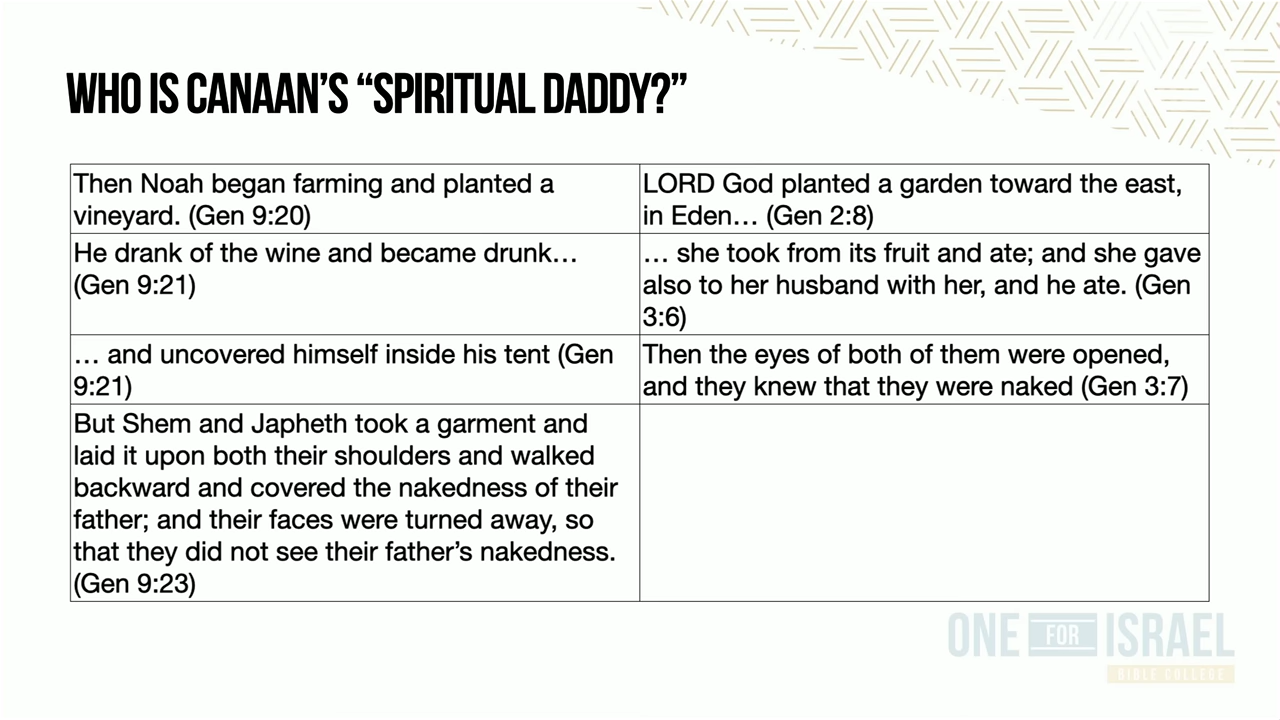 WHO IS CANAAN'S “SPIRITUAL DADDY?”
Then Noah began farming and planted a
vineyard. (Gen 9:20)
LORD God planted a garden toward the east,
in Eden… (Gen 2:8)
He drank of the wine and became drunk…
(Gen 9:21)
… she took from its fruit and ate; and she gave
also to her husband with her, and he ate. (Gen
3:6)
… and uncovered himself inside his tent (Gen
9:21)
Then the eyes of both of them were opened,
and they knew that they were naked (Gen 3:7)
But Shem and Japheth took a garment and
laid it upon both their shoulders and walked
backward and covered the nakedness of their
father; and their faces were turned away, so
that they did not see their father’s nakedness.
(Gen 9:23)
ONE FOR ISRAEL
BIBLE COLLEGE